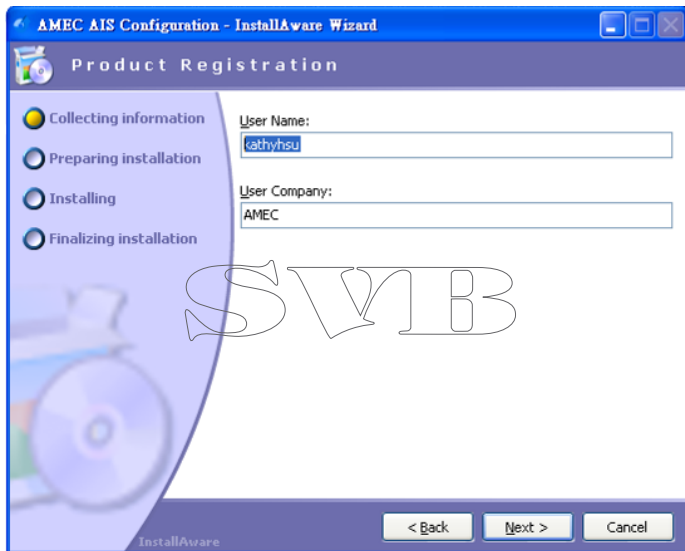 AMEC AIS Configuration - InstallAware Wizard
Product Registration
Collecting information
Preparing installation
Installing
Finalizing installation
User Name:
kathyhsu
User Company:
AMEC
SVB
InstallAware
< Back
Next >
Cancel